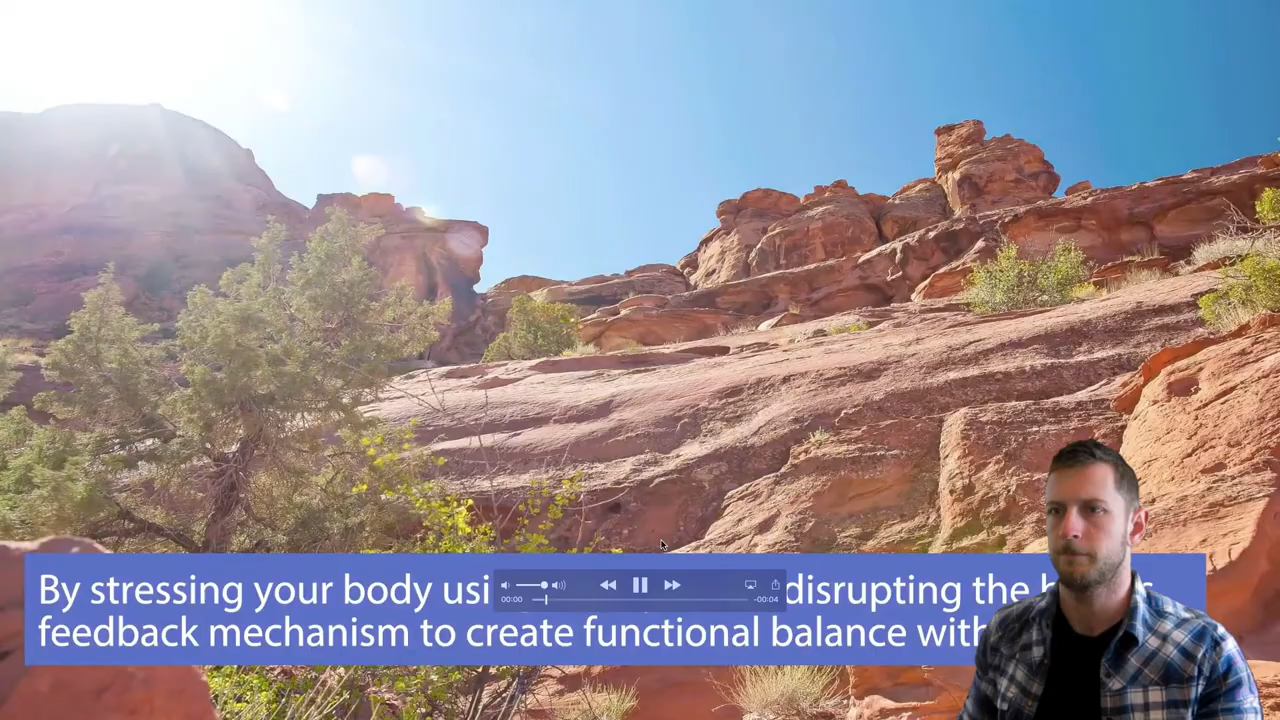 By stressing your body usi disrupting the b
feedback mechanism to create functional balance with
00:00
-00:04